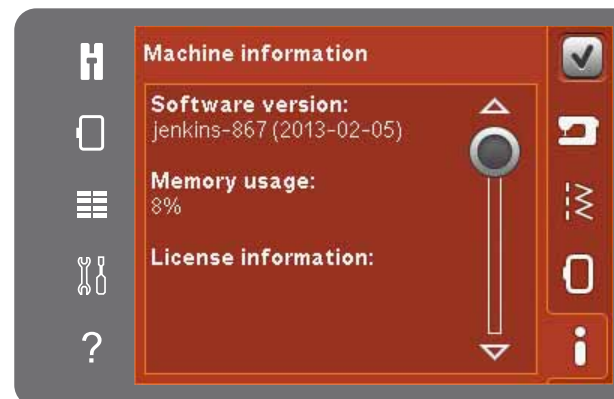 Machine information
Software version:
jenkins-867 (2013-02-05)
Memory usage:
8%
License information:
?
i